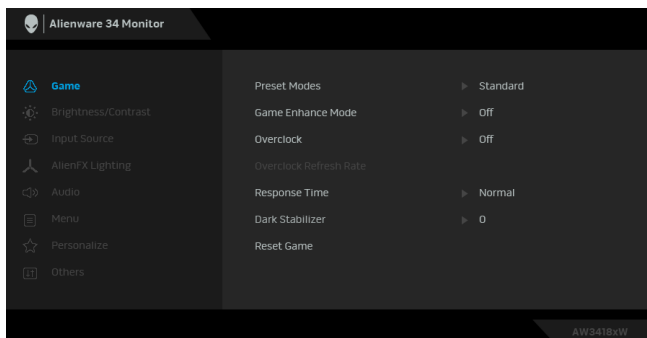 Alienware 34 Monitor
Game
Preset Modes Standard
Brightness/Contrast
Game Enhance Mode Off
Input Source
Overclock Off
AlienFX Lighting
Overclock Refresh Rate
Audio
Response Time Normal
Menu
Dark Stabilizer 0
Personalize
Reset Game
Others
AW3418xW